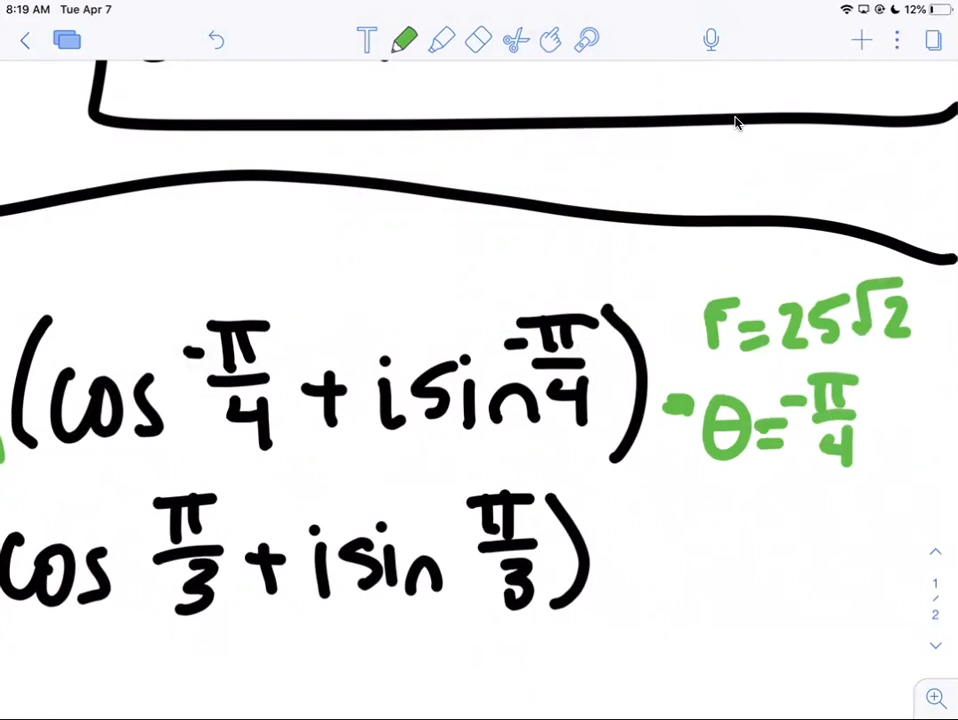 8:19 AM Tue Apr 7
12%
T
(cos -π/4 + i sin -π/4)
r = 25√2
θ = -π/4
cos π/3 + i sin π/3)
1
/
2